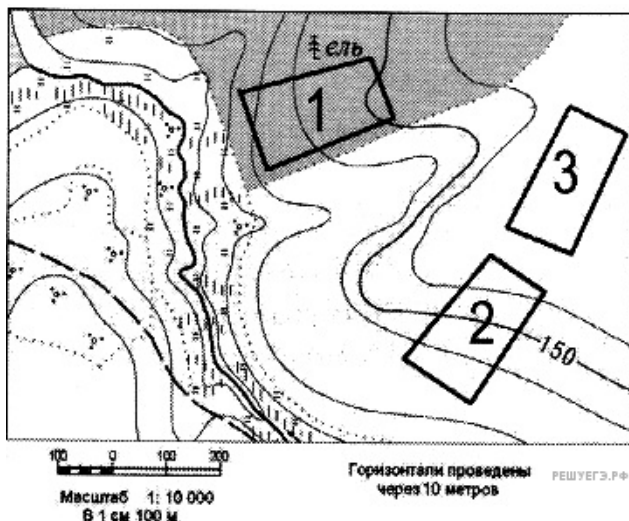 ель
1
3
2
150
100 0 100 200
Масштаб 1: 10 000
В 1 см 100 м
Горизонтали проведены
через 10 метров
РЕШУЕГЭ.РФ